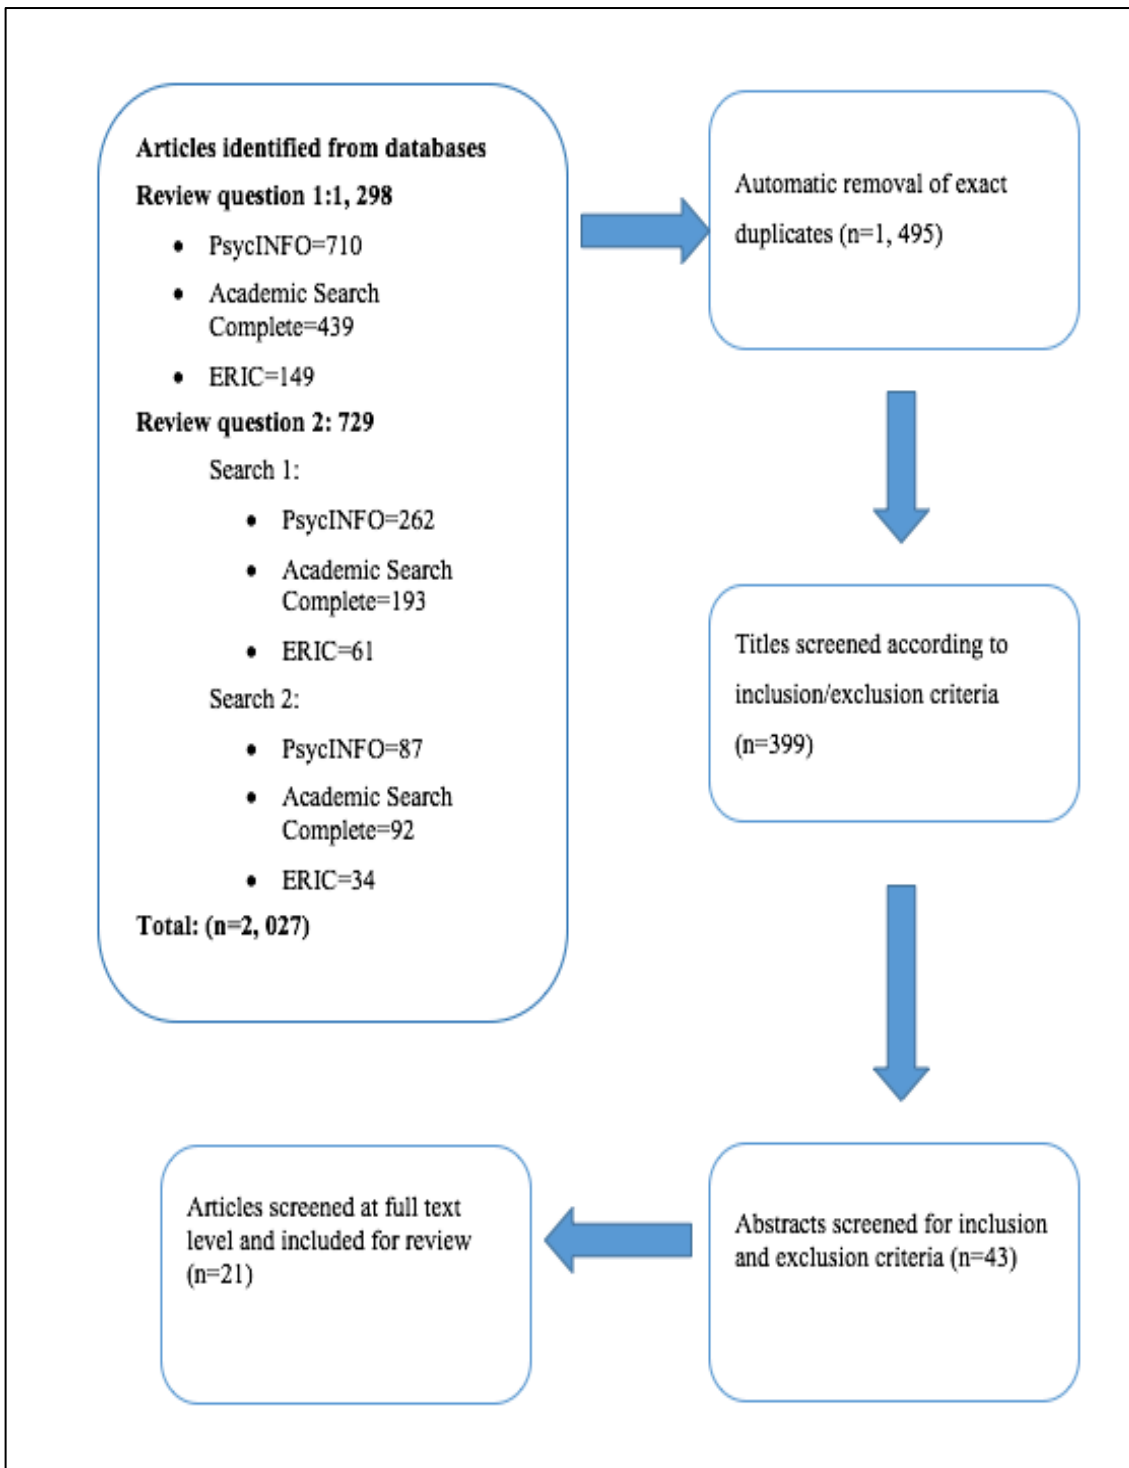 Articles identified from databases
Review question 1:1, 298
• PsycINFO=710
• Academic Search
Complete=439
• ERIC=149
Review question 2: 729
Search 1:
• PsycINFO=262
• Academic Search
Complete=193
• ERIC=61
Search 2:
• PsycINFO=87
• Academic Search
Complete=92
• ERIC=34
Total: (n=2, 027)
Automatic removal of exact
duplicates (n=1, 495)
Titles screened according to
inclusion/exclusion criteria
(n=399)
Abstracts screened for inclusion
and exclusion criteria (n=43)
Articles screened at full text
level and included for review
(n=21)